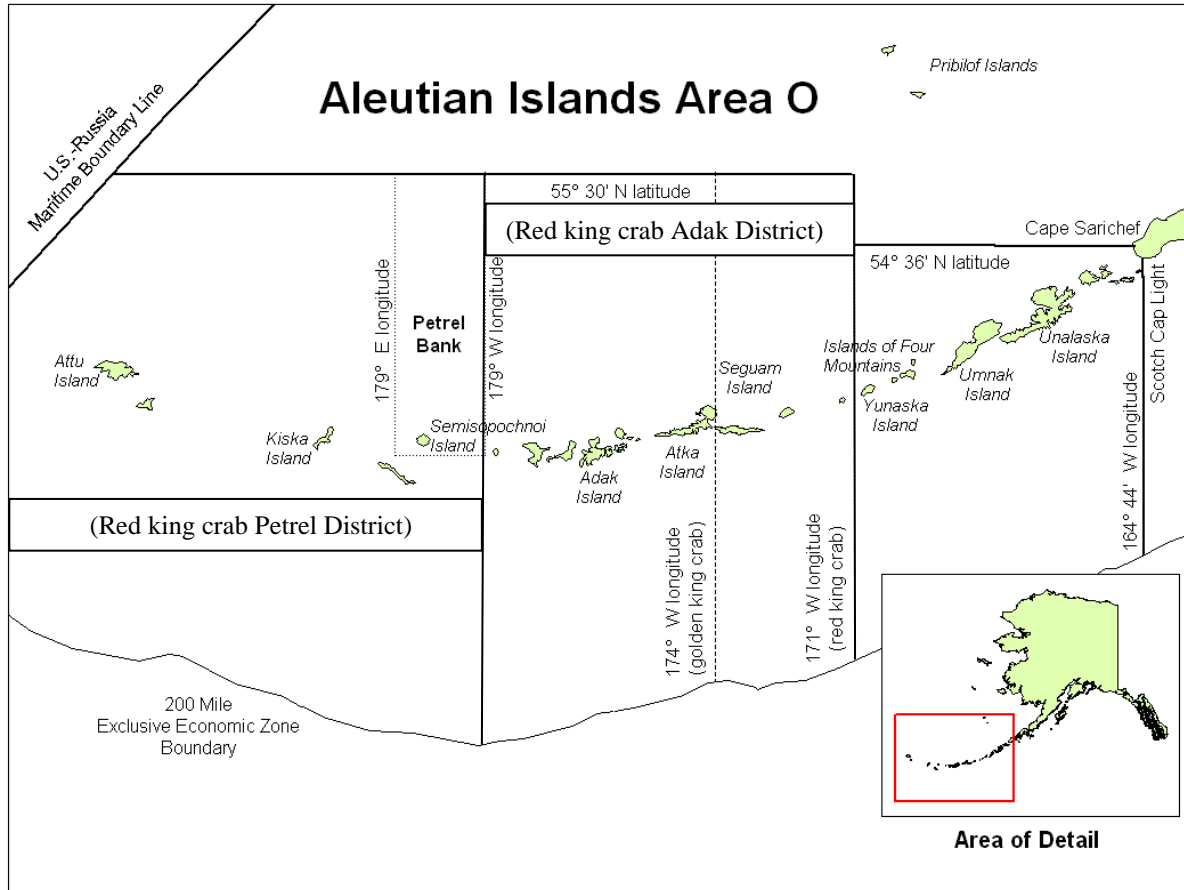 Pribilof Islands
Aleutian Islands Area O
U.S.-Russia
Maritime Boundary Line
55° 30' N latitude
(Red king crab Adak District)
Cape Sarichef
54° 36' N latitude
Scotch Cap Light
179° E longitude
Petrel
Bank
179° W longitude
Attu
Island
Kiska
Island
Semisopochnoi
Island
Adak
Island
Atka
Island
Seguam
Island
Islands of Four
Mountains
Yunaska
Island
Umnak
Island
Unalaska
Island
(Red king crab Petrel District)
174° W longitude
(golden king crab)
171° W longitude
(red king crab)
164° 44' W longitude
200 Mile
Exclusive Economic Zone
Boundary
Area of Detail